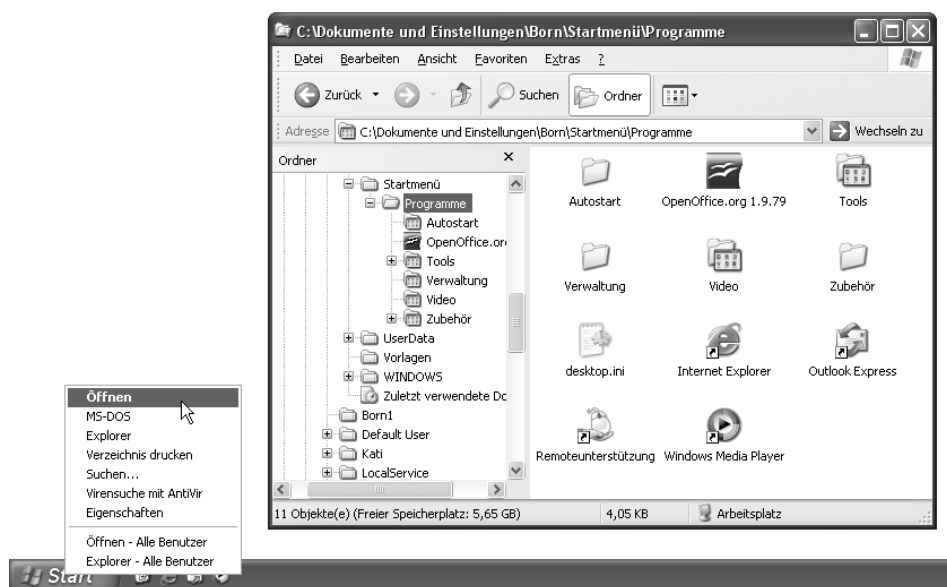 C:\Dokumente und Einstellungen\Born\Startmenü\Programme
Datei Bearbeiten Ansicht Favoriten Extras ?
Zurück Suchen Ordner
Adresse C:\Dokumente und Einstellungen\Born\Startmenü\Programme Wechseln zu
Ordner
Startmenü
Programme
Autostart
OpenOffice.or
Tools
Verwaltung
Video
Zubehör
UserData
Vorlagen
WINDOWS
Zuletzt verwendete Dc
Born1
Default User
Kati
LocalService
Autostart OpenOffice.org 1.9.79 Tools
Verwaltung Video Zubehör
desktop.ini Internet Explorer Outlook Express
Remoteunterstützung Windows Media Player
11 Objekte(e) (Freier Speicherplatz: 5,65 GB) 4,05 KB Arbeitsplatz
Öffnen
MS-DOS
Explorer
Verzeichnis drucken
Suchen...
Virensuche mit AntiVir
Eigenschaften
Öffnen - Alle Benutzer
Explorer - Alle Benutzer
Start